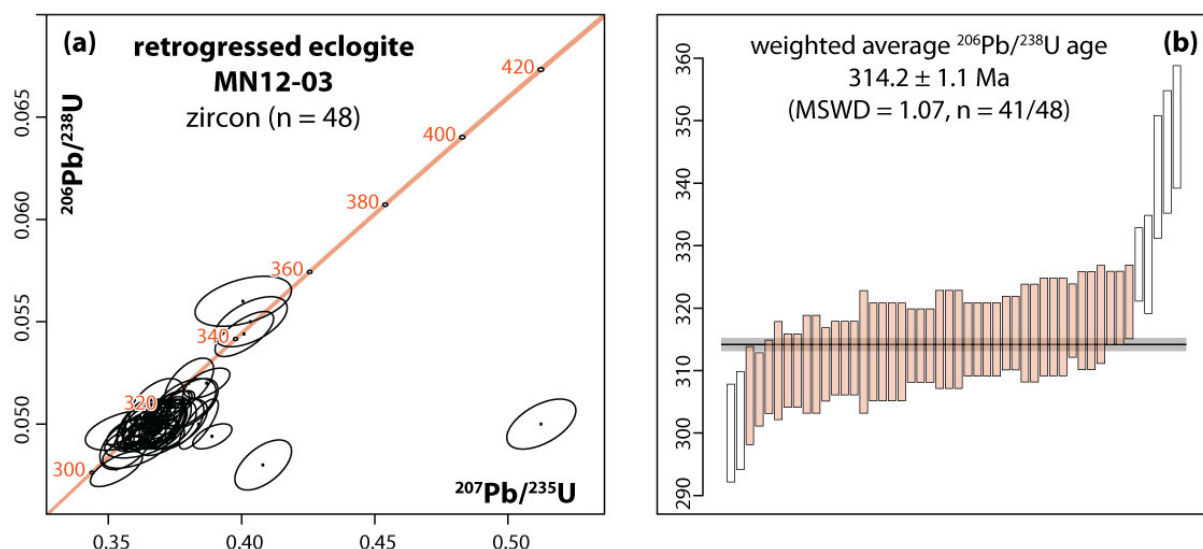 (a)
retrogressed eclogite
MN12-03
zircon (n = 48)
²⁰⁶Pb/²³⁸U
0.065
0.060
0.055
0.050
420
400
380
360
340
320
300
²⁰⁷Pb/²³⁵U
0.35 0.40 0.45 0.50
(b)
weighted average ²⁰⁶Pb/²³⁸U age
314.2 ± 1.1 Ma
(MSWD = 1.07, n = 41/48)
360
350
340
330
320
310
300
290